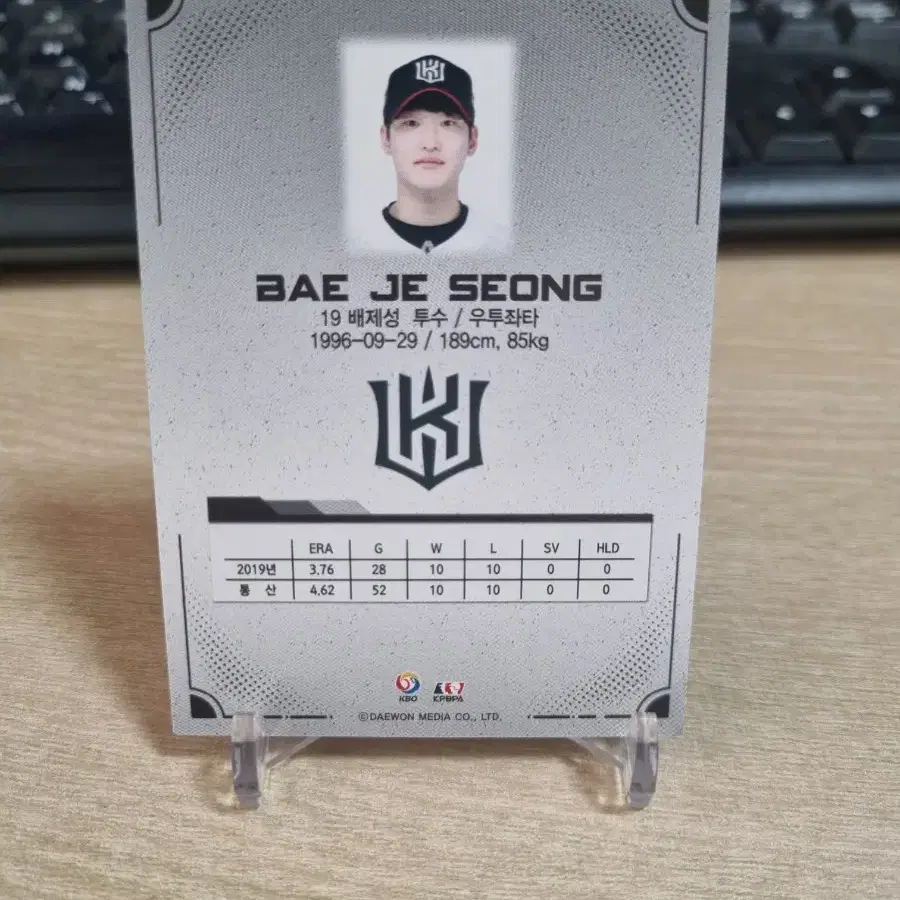 BAE JE SEONG
19 배제성 투수 / 우투좌타
1996-09-29 / 189cm, 85kg
ERA G W L SV HLD
2019년 3.76 28 10 10 0 0
통 산 4.62 52 10 10 0 0
KBO KPBPA
©DAEWON MEDIA CO., LTD.